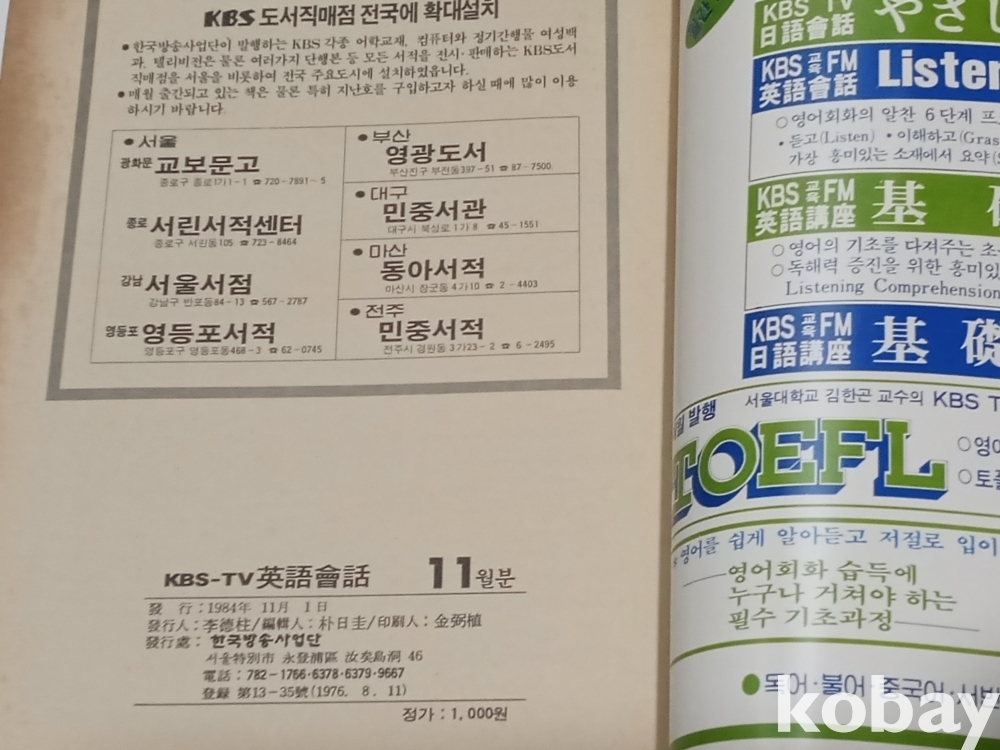 KBS 도서직매점 전국에 확대설치
• 한국방송사업단이 발행하는 KBS 각종 어학교재, 컴퓨터와 정기간행물 여성백
과, 텔리비전은 물론 여러가지 단행본 등 모든 서적을 전시·판매하는 KBS도서
직매점을 서울을 비롯하여 전국 주요도시에 설치하였읍니다.
• 매월 출간되고 있는 책은 물론 특히 지난호를 구입하고자 하실 때에 많이 이용
하시기 바랍니다.
• 서울
광화문 교보문고
종로구 종로1가1-1 ☎ 720-7891~5
종로 서린서적센터
종로구 서린동105 ☎ 723-8464
강남 서울서점
강남구 반포동84-13 ☎ 567-2787
영등포 영등포서적
영등포구 영등포동468-3 ☎ 62-0745
• 부산
영광도서
부산진구 부전동397-51 ☎ 87-7500
• 대구
민중서관
대구시 북성로 1가 8 ☎ 45-1551
• 마산
동아서적
마산시 장군동 4가10 ☎ 2-4403
• 전주
민중서적
전주시 경원동 3가23-2 ☎ 6-2495
KBS-TV 英語會話 11월분
發 行: 1984年 11月 1日
發行人: 李德柱/編輯人: 朴日圭/印刷人: 金弼植
發行處: 한국방송사업단
서울特別市 永登浦區 汝矣島洞 46
電話: 782-1766·6378·6379·9667
登錄 第13-35號(1976. 8. 11)
정가: 1,000원
KBS TV
日語會話 やさし
KBS 교육 FM
英語會話 Listen
○영어회화의 알찬 6단계 프
• 듣고(Listen) • 이해하고(Gras
가장 흥미있는 소재에서 요약(S
KBS 교육 FM
英語講座 基
○영어의 기초를 다져주는 초
○독해력 증진을 위한 흥미있
Listening Comprehension
KBS 교육 FM
日語講座 基 礎
월 발행 서울대학교 김한곤 교수의 KBS T
TOEFL
○영어
○토플
영어를 쉽게 알아듣고 저절로 입이
영어회화 습득에
누구나 거쳐야 하는
필수 기초과정
●독어·불어·중국어·서반
kobay